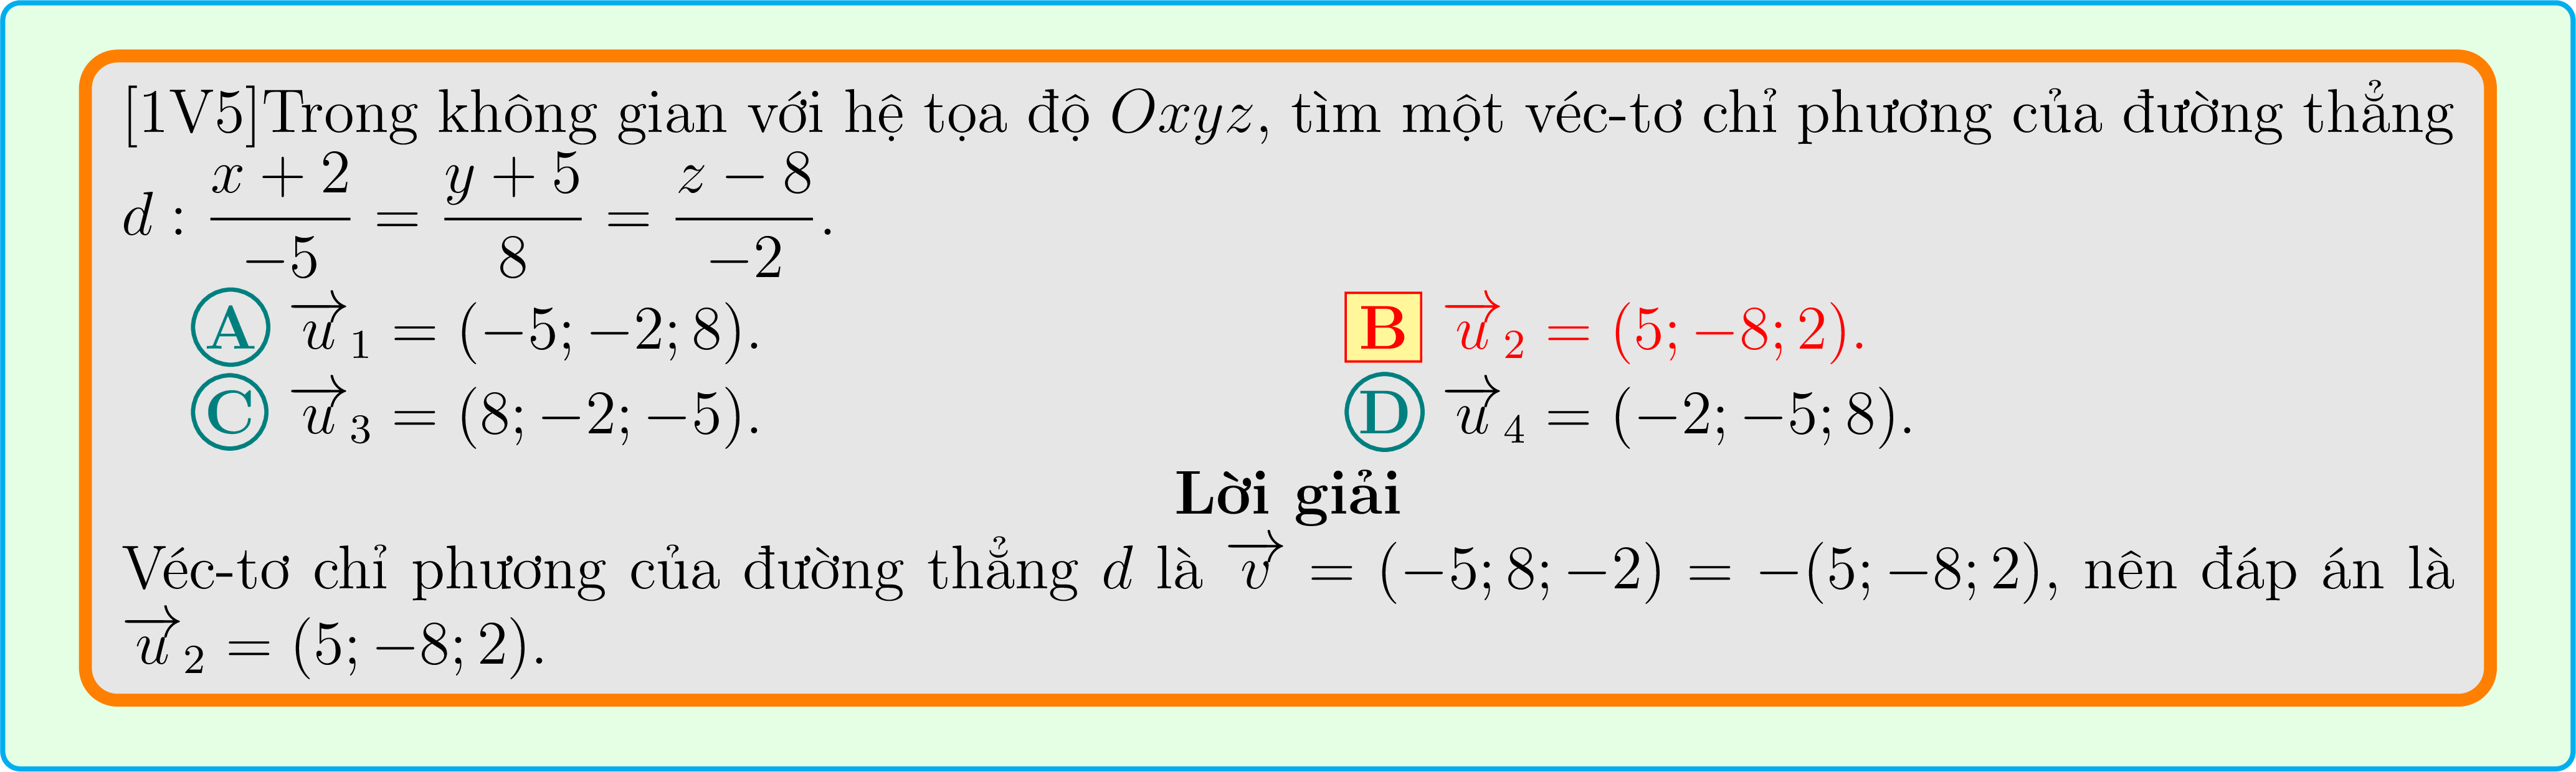 [1V5]Trong không gian với hệ tọa độ $Oxyz$, tìm một véc-tơ chỉ phương của đường thẳng
$d : \dfrac{x+2}{-5} = \dfrac{y+5}{8} = \dfrac{z-8}{-2}$.
A $\overrightarrow{u}_1 = (-5; -2; 8)$. B $\overrightarrow{u}_2 = (5; -8; 2)$.
C $\overrightarrow{u}_3 = (8; -2; -5)$. D $\overrightarrow{u}_4 = (-2; -5; 8)$.
Lời giải
Véc-tơ chỉ phương của đường thẳng $d$ là $\overrightarrow{v} = (-5; 8; -2) = -(5; -8; 2)$, nên đáp án là
$\overrightarrow{u}_2 = (5; -8; 2)$.